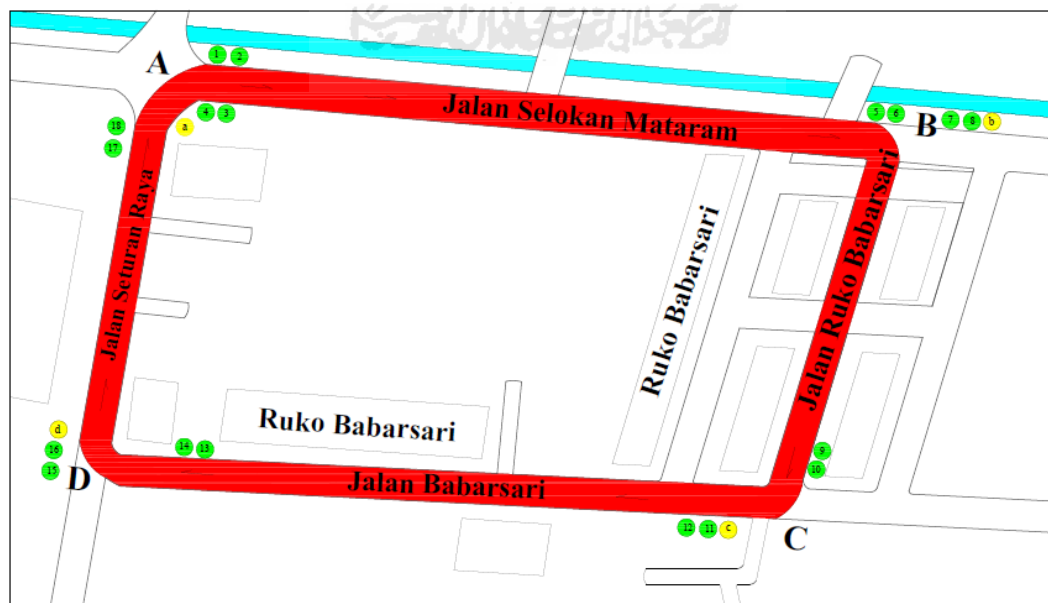 A
1 2
4 3
a
18
17
Jalan Selokan Mataram
5 6
B
7 8 b
Jalan Seturan Raya
Ruko Babarsari
Jalan Ruko Babarsari
Ruko Babarsari
d
16
15
D
14 13
Jalan Babarsari
9
10
12 11 c
C